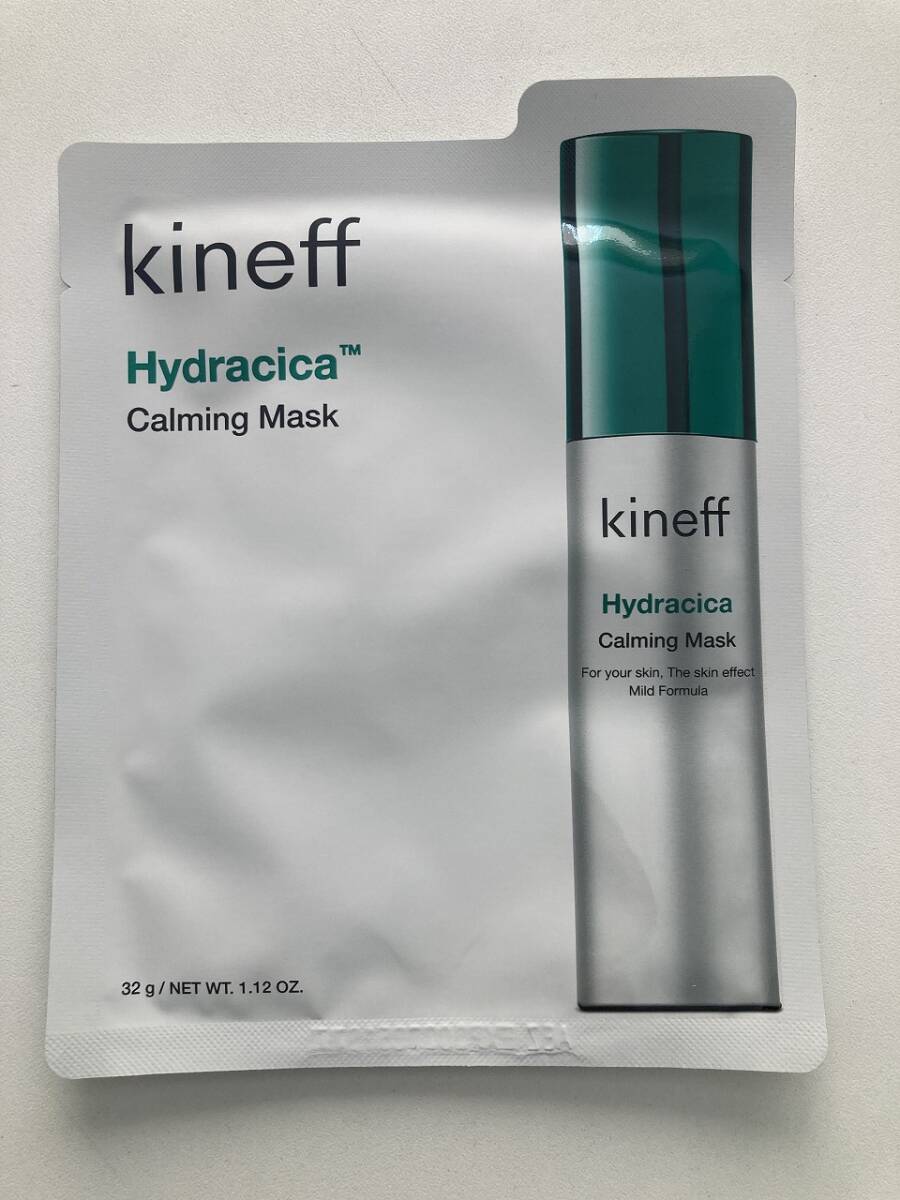 kineff
Hydracica™
Calming Mask
kineff
Hydracica
Calming Mask
For your skin, The skin effect
Mild Formula
32 g / NET WT. 1.12 OZ.